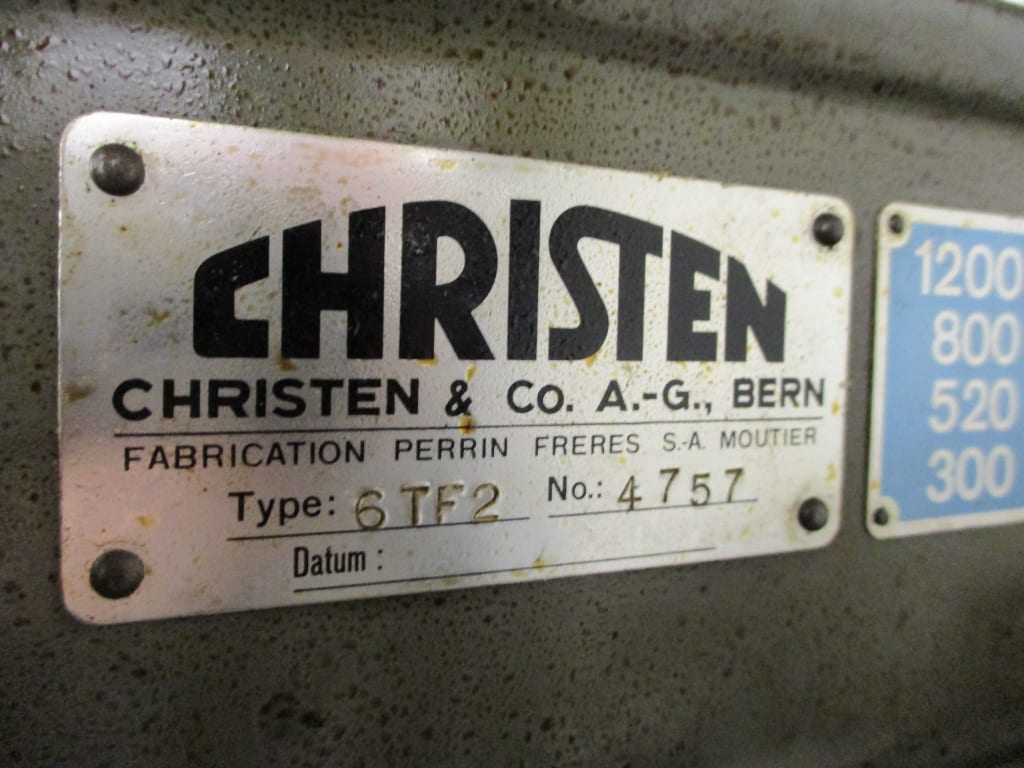 CHRISTEN
CHRISTEN & Co. A.-G., BERN
FABRICATION PERRIN FRERES S.-A. MOUTIER
Type: 6TF2 No.: 4757
Datum :
1200
800
520
300